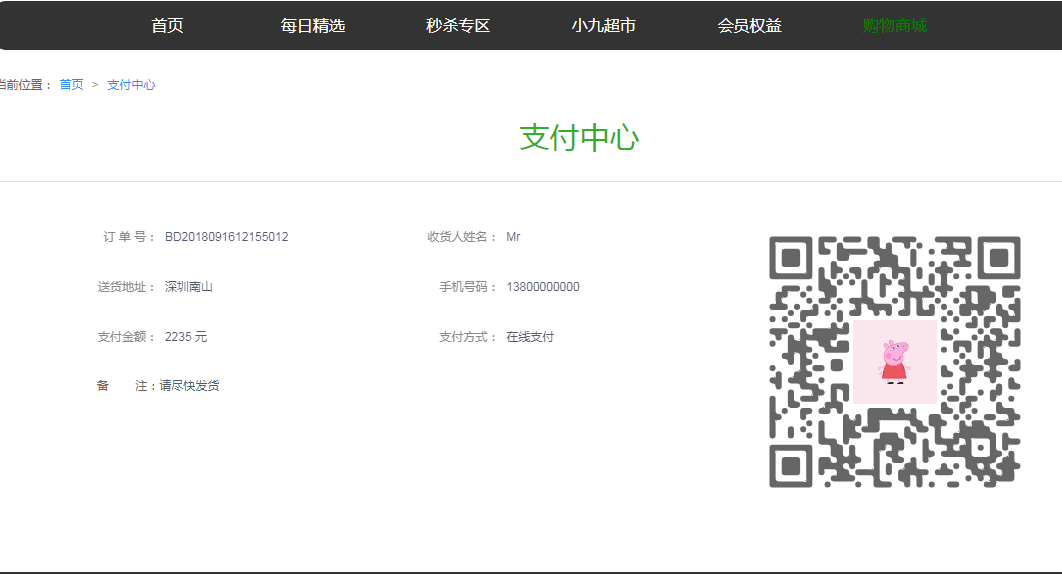 首页 每日精选 秒杀专区 小九超市 会员权益 购物商城
当前位置： 首页 > 支付中心
支付中心
订 单 号： BD2018091612155012 收货人姓名： Mr
送货地址： 深圳南山 手机号码： 13800000000
支付金额： 2235 元 支付方式： 在线支付
备 注：请尽快发货